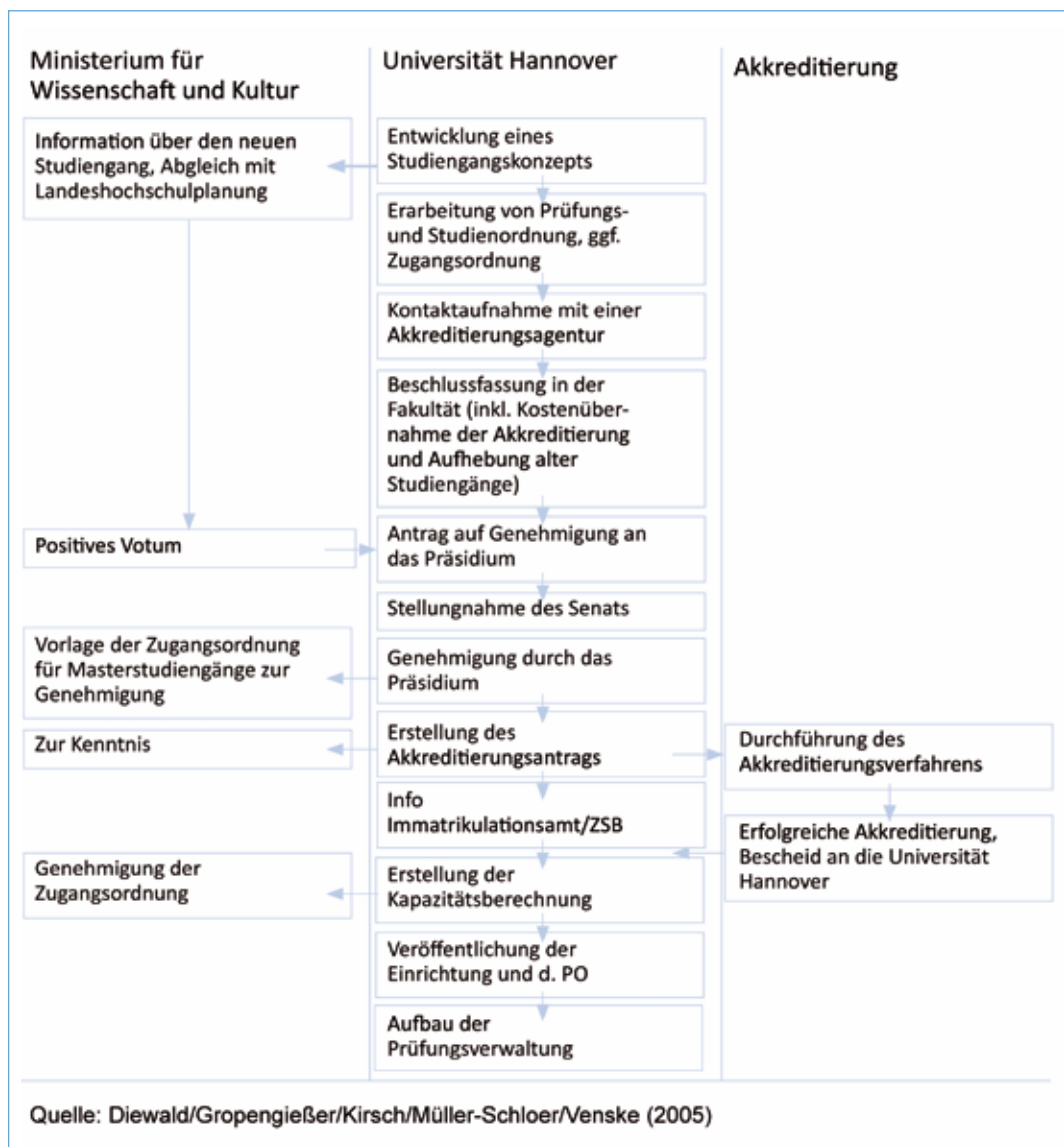 Ministerium für
Wissenschaft und Kultur
Information über den neuen
Studiengang, Abgleich mit
Landeshochschulplanung
Positives Votum
Vorlage der Zugangsordnung
für Masterstudiengänge zur
Genehmigung
Zur Kenntnis
Genehmigung der
Zugangsordnung
Universität Hannover
Entwicklung eines
Studiengangskonzepts
Erarbeitung von Prüfungs-
und Studienordnung, ggf.
Zugangsordnung
Kontaktaufnahme mit einer
Akkreditierungsagentur
Beschlussfassung in der
Fakultät (inkl. Kostenüber-
nahme der Akkreditierung
und Aufhebung alter
Studiengänge)
Antrag auf Genehmigung an
das Präsidium
Stellungnahme des Senats
Genehmigung durch das
Präsidium
Erstellung des
Akkreditierungsantrags
Info
Immatrikulationsamt/ZSB
Erstellung der
Kapazitätsberechnung
Veröffentlichung der
Einrichtung und d. PO
Aufbau der
Prüfungsverwaltung
Akkreditierung
Durchführung des
Akkreditierungsverfahrens
Erfolgreiche Akkreditierung,
Bescheid an die Universität
Hannover
Quelle: Diewald/Gropengießer/Kirsch/Müller-Schloer/Venske (2005)